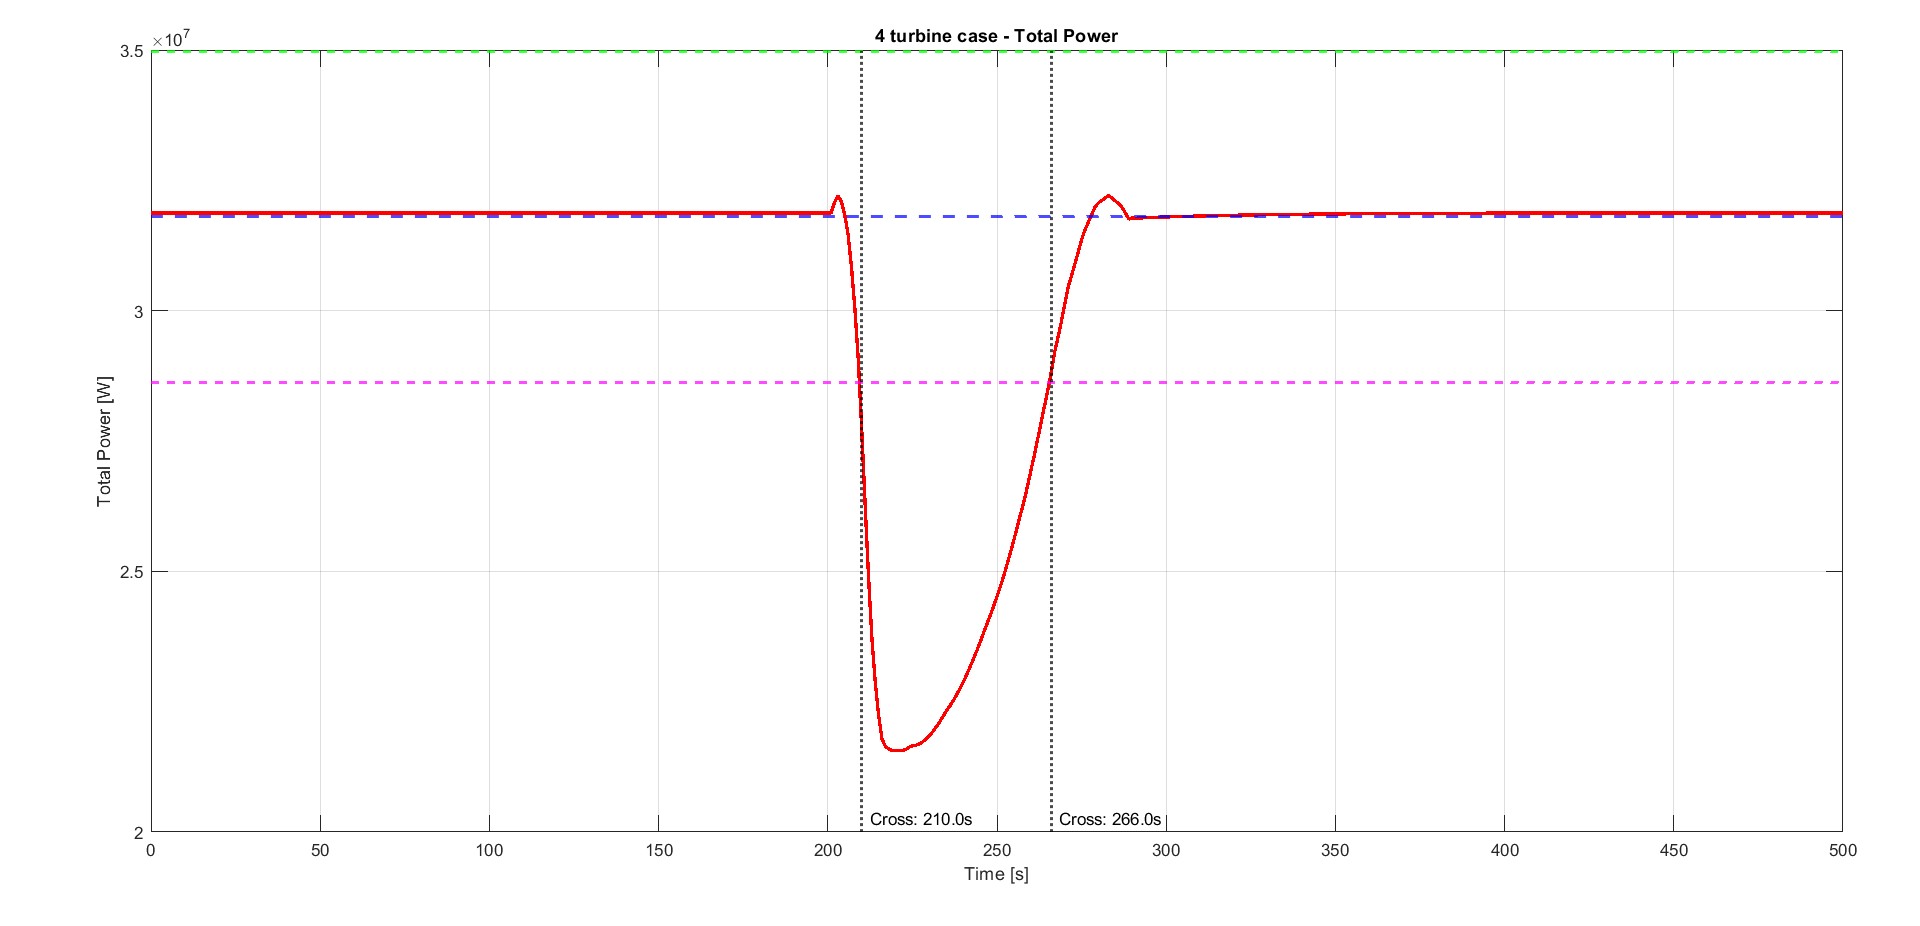 4 turbine case - Total Power
×10^7
3.5
3
2.5
2
Total Power [W]
Cross: 210.0s
Cross: 266.0s
0 50 100 150 200 250 300 350 400 450 500
Time [s]